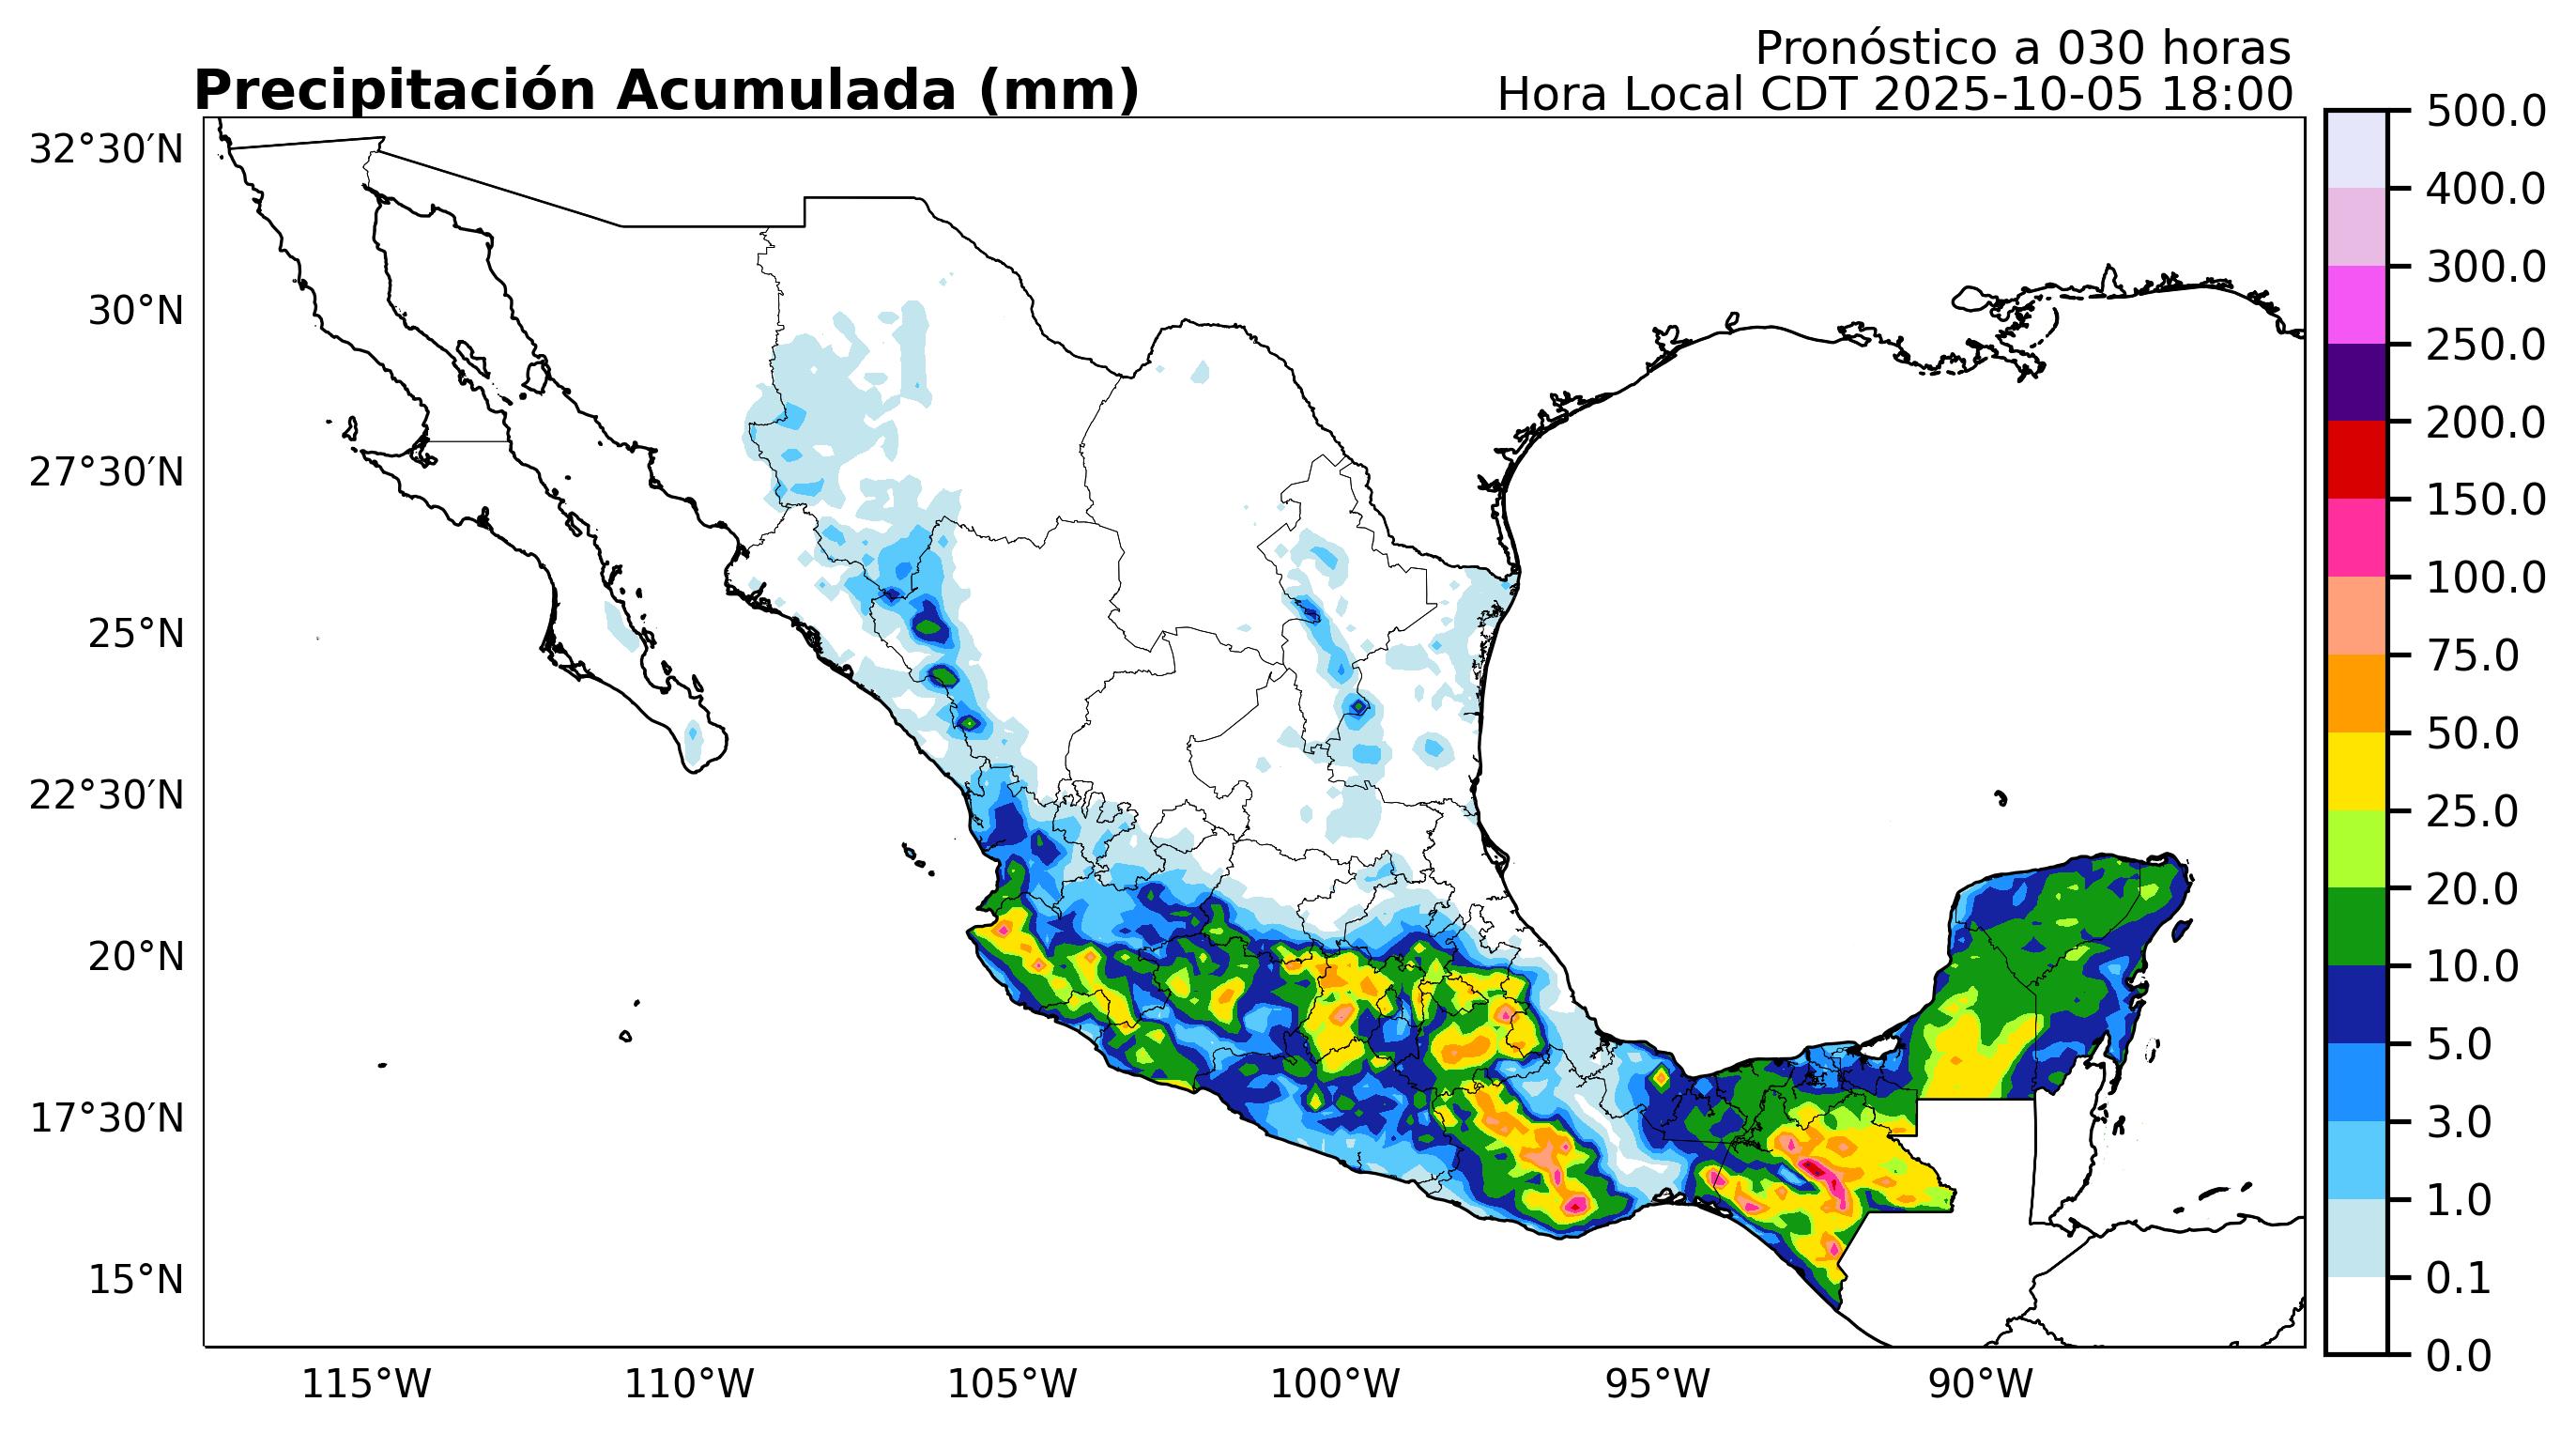 Pronóstico a 030 horas
Precipitación Acumulada (mm)
Hora Local CDT 2025-10-05 18:00
32°30′N
30°N
27°30′N
25°N
22°30′N
20°N
17°30′N
15°N
115°W
110°W
105°W
100°W
95°W
90°W
500.0
400.0
300.0
250.0
200.0
150.0
100.0
75.0
50.0
25.0
20.0
10.0
5.0
3.0
1.0
0.1
0.0